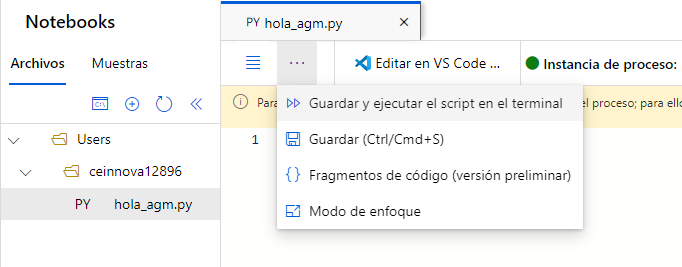 Notebooks
Archivos
Muestras
Users
ceinnova12896
PY hola_agm.py
PY hola_agm.py
Editar en VS Code ...
Instancia de proceso:
Para
el proceso; para ello
1
Guardar y ejecutar el script en el terminal
Guardar (Ctrl/Cmd+S)
Fragmentos de código (versión preliminar)
Modo de enfoque